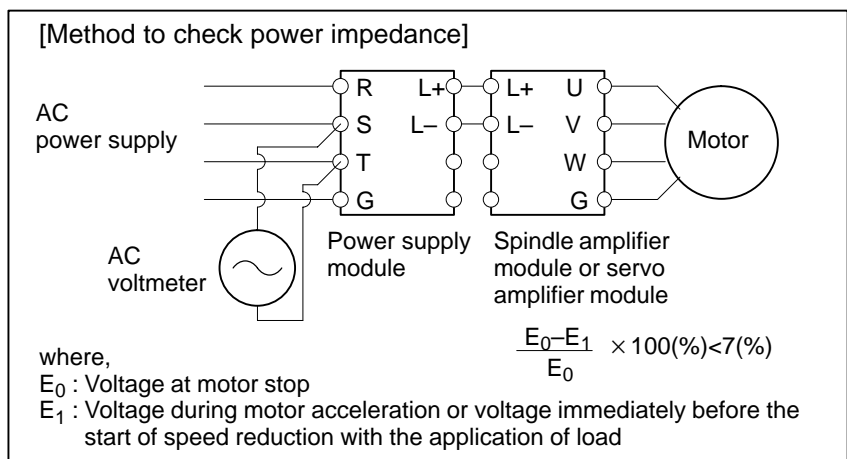 [Method to check power impedance]
AC
power supply
R
S
T
G
L+
L–
L+
L–
U
V
W
G
Motor
AC
voltmeter
Power supply
module
Spindle amplifier
module or servo
amplifier module
E0–E1
E0
×100(%)<7(%)
where,
E0 : Voltage at motor stop
E1 : Voltage during motor acceleration or voltage immediately before the
start of speed reduction with the application of load